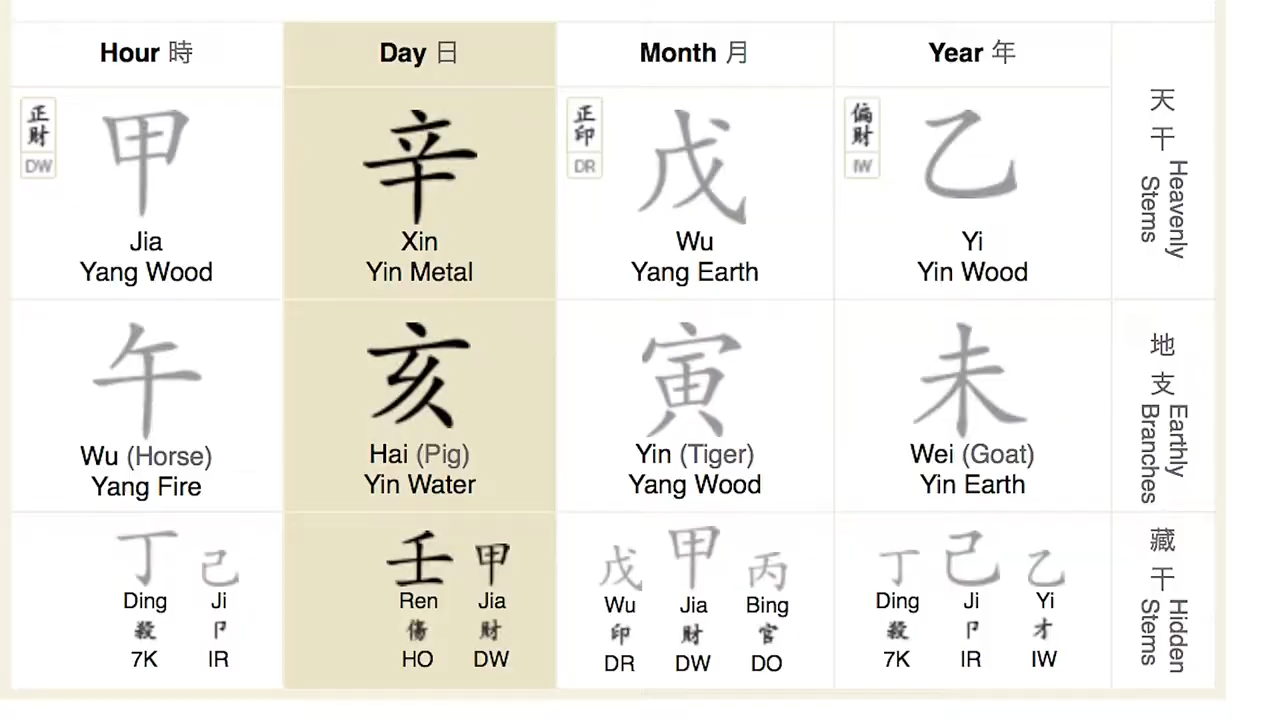 Hour 時
Day 日
Month 月
Year 年
正財
DW
甲
Jia
Yang Wood
辛
Xin
Yin Metal
正印
DR
戊
Wu
Yang Earth
偏財
IW
乙
Yi
Yin Wood
天干
Heavenly
Stems
午
Wu (Horse)
Yang Fire
亥
Hai (Pig)
Yin Water
寅
Yin (Tiger)
Yang Wood
未
Wei (Goat)
Yin Earth
地支
Earthly
Branches
丁 己
Ding Ji
殺 卩
7K IR
壬 甲
Ren Jia
傷 財
HO DW
戊 甲 丙
Wu Jia Bing
印 財 官
DR DW DO
丁 己 乙
Ding Ji Yi
殺 卩 才
7K IR IW
藏干
Hidden
Stems